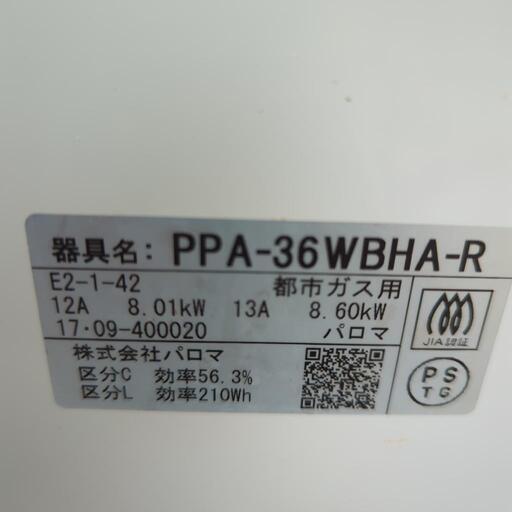 器具名: PPA-36WBHA-R
E2-1-42 都市ガス用
12A 8.01kW 13A 8.60kW
17・09-400020 パロマ
株式会社パロマ
区分C 効率56.3%
区分L 効率210Wh
JIA認証
PS
TG